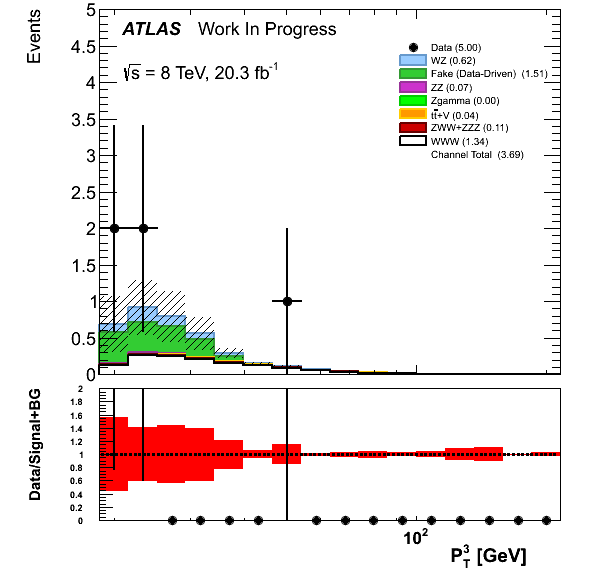 Events
ATLAS Work In Progress
√s = 8 TeV, 20.3 fb⁻¹
Data (5.00)
WZ (0.62)
Fake (Data-Driven) (1.51)
ZZ (0.07)
Zgamma (0.00)
tt̄+V (0.04)
ZWW+ZZZ (0.11)
WWW (1.34)
Channel Total (3.69)
5
4.5
4
3.5
3
2.5
2
1.5
1
0.5
0
Data/Signal+BG
2
1.8
1.6
1.4
1.2
1
0.8
0.6
0.4
0.2
0
10²
P³_T [GeV]